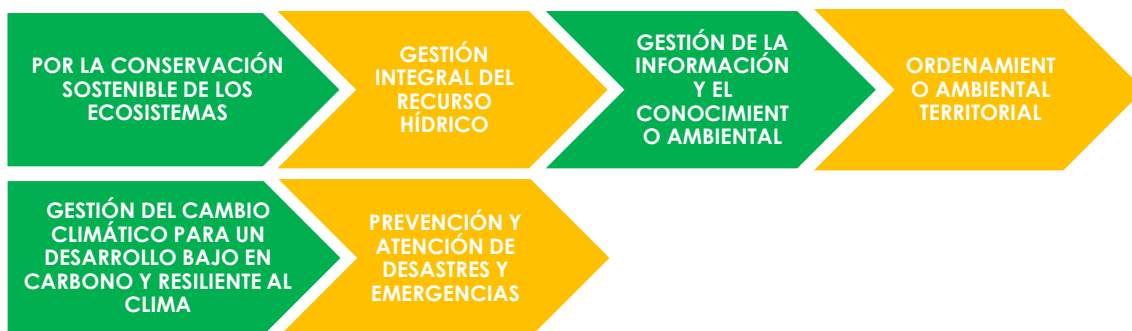 POR LA CONSERVACIÓN
SOSTENIBLE DE LOS
ECOSISTEMAS
GESTIÓN
INTEGRAL DEL
RECURSO
HÍDRICO
GESTIÓN DE LA
INFORMACIÓN
Y EL
CONOCIMIENT
O AMBIENTAL
ORDENAMIENT
O AMBIENTAL
TERRITORIAL
GESTIÓN DEL CAMBIO
CLIMÁTICO PARA UN
DESARROLLO BAJO EN
CARBONO Y RESILIENTE AL
CLIMA
PREVENCIÓN Y
ATENCIÓN DE
DESASTRES Y
EMERGENCIAS